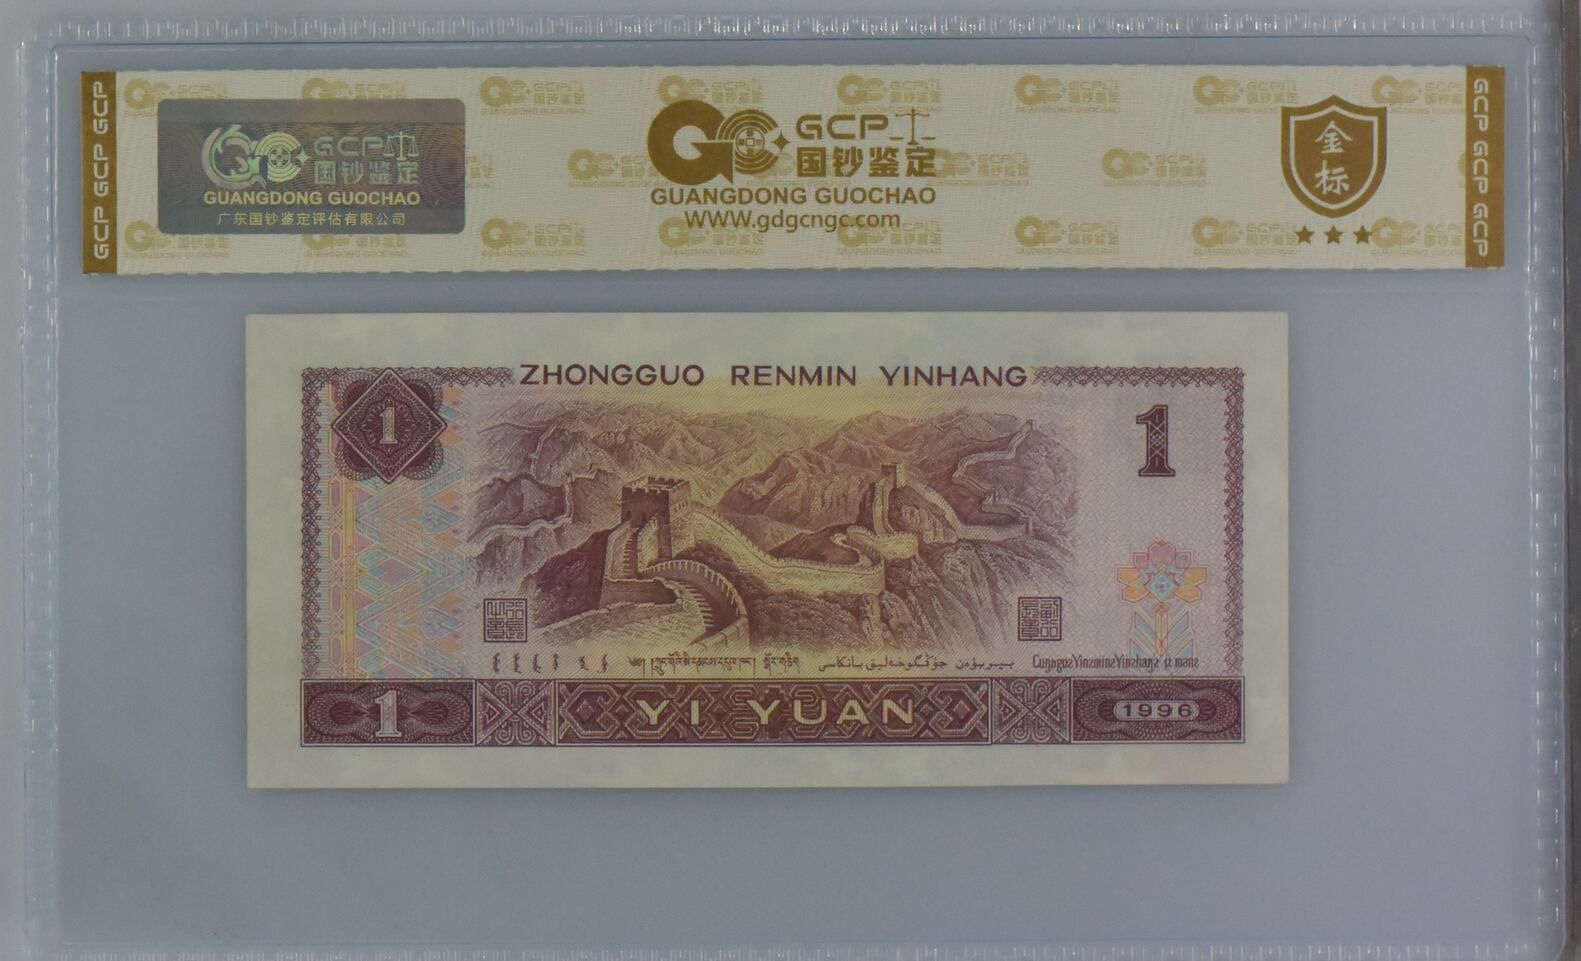 GCP GCP
GCP
国钞鉴定
GUANGDONG GUOCHAO
广东国钞鉴定评估有限公司
GCP
国钞鉴定
GUANGDONG GUOCHAO
WWW.gdgcngc.com
金标
GCP GCP
ZHONGGUO RENMIN YINHANG
1
1
1
YI YUAN
1996